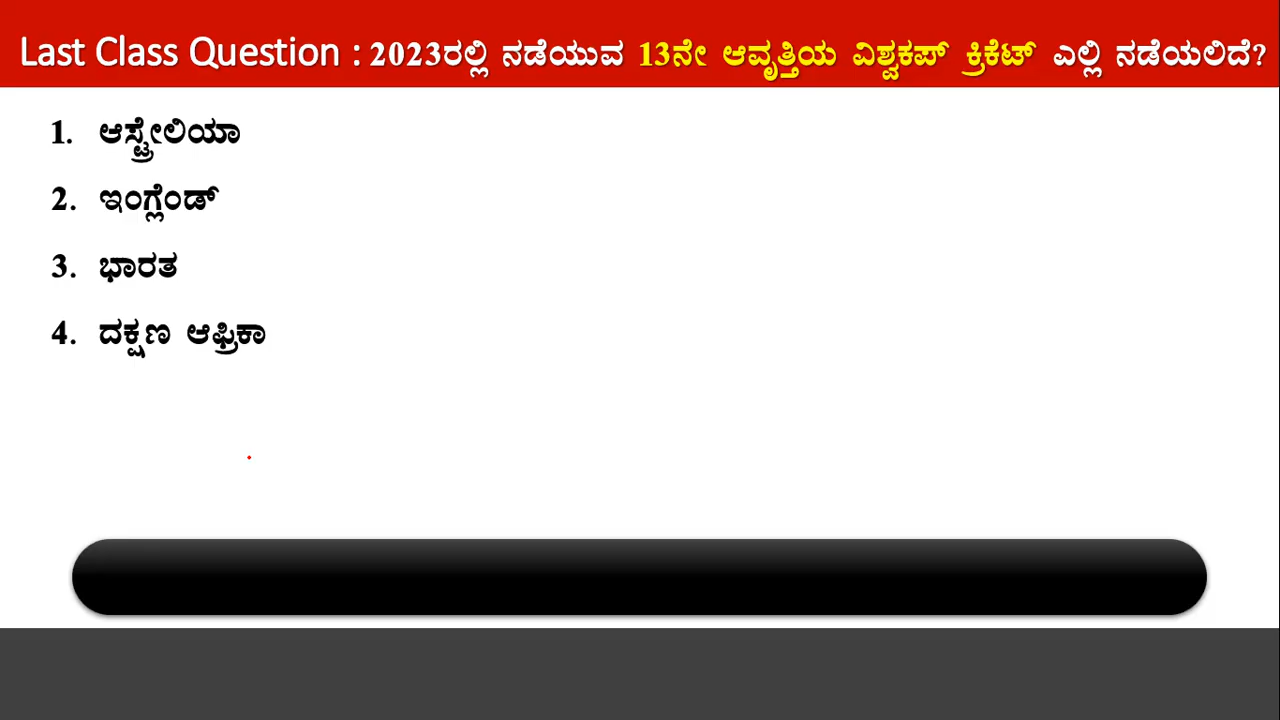 Last Class Question : 2023ರಲ್ಲಿ ನಡೆಯುವ 13ನೇ ಆವೃತ್ತಿಯ ವಿಶ್ವಕಪ್ ಕ್ರಿಕೆಟ್ ಎಲ್ಲಿ ನಡೆಯಲಿದೆ?
1. ಆಸ್ಟ್ರೇಲಿಯಾ
2. ಇಂಗ್ಲೆಂಡ್
3. ಭಾರತ
4. ದಕ್ಷಣ ಆಫ್ರಿಕಾ